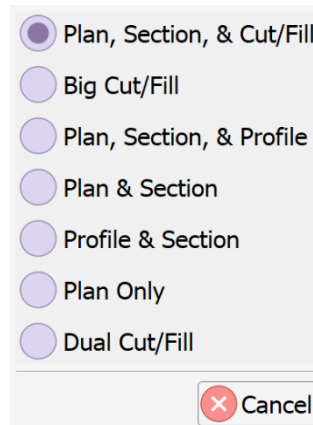 Plan, Section, & Cut/Fill
Big Cut/Fill
Plan, Section, & Profile
Plan & Section
Profile & Section
Plan Only
Dual Cut/Fill
Cancel